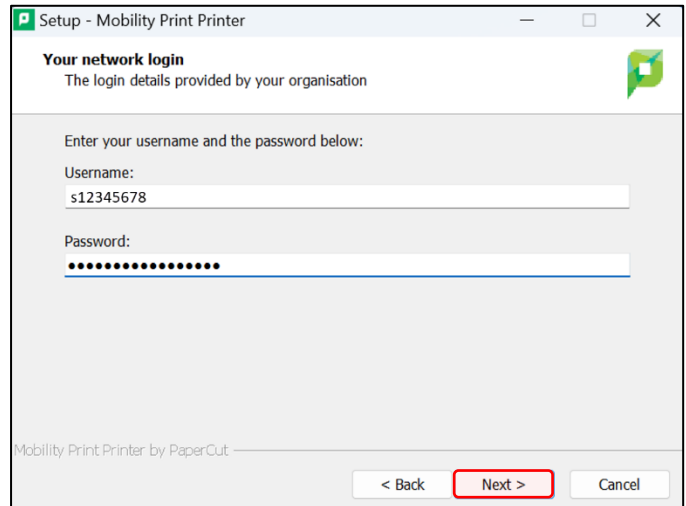 Setup - Mobility Print Printer
Your network login
The login details provided by your organisation
Enter your username and the password below:
Username:
s12345678
Password:
•••••••••••••••••
Mobility Print Printer by PaperCut
< Back Next > Cancel